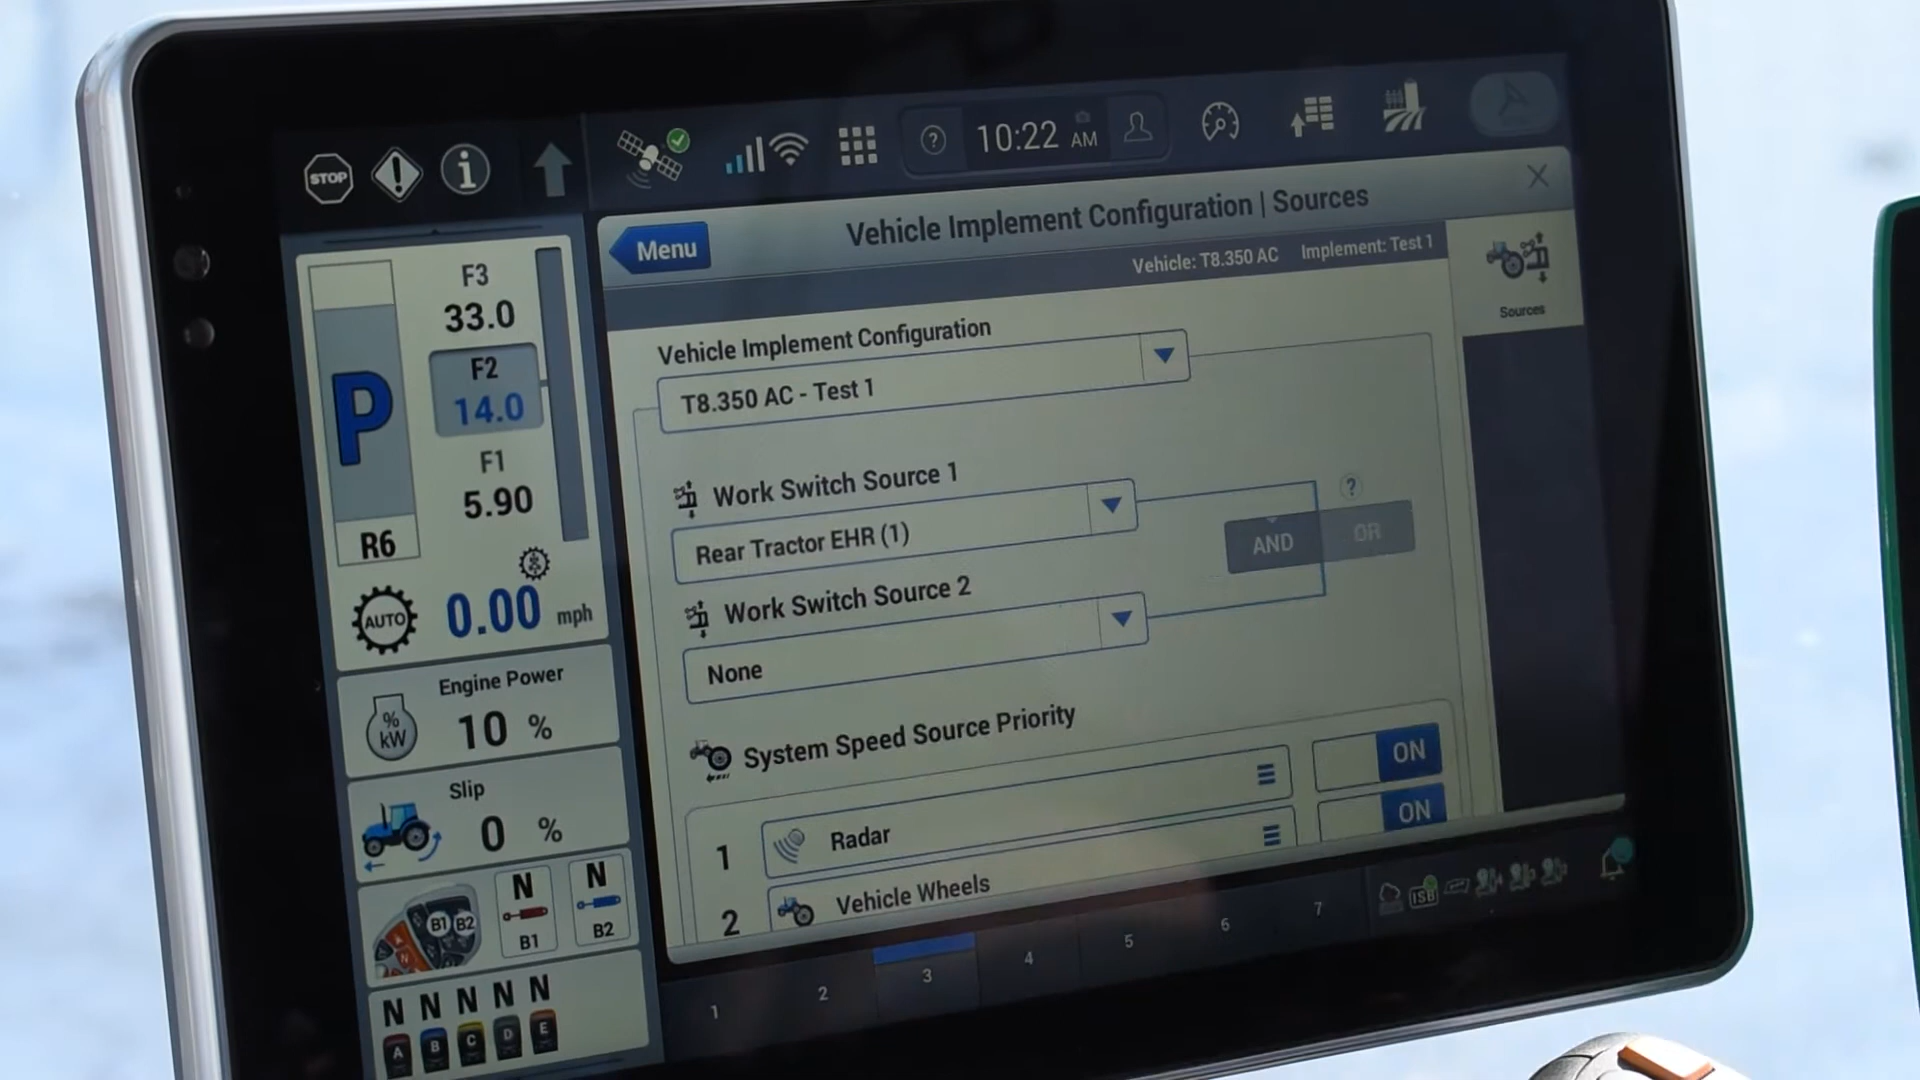 STOP
10:22 AM
Menu
Vehicle Implement Configuration | Sources
Vehicle: T8.350 AC Implement: Test 1
Sources
P
R6
F3
33.0
F2
14.0
F1
5.90
AUTO
0.00 mph
% kW
Engine Power
10 %
Slip
0 %
B1 B2
N
B1
N
B2
N N N N N
A B C D E
Vehicle Implement Configuration
T8.350 AC - Test 1
Work Switch Source 1
Rear Tractor EHR (1)
?
AND OR
Work Switch Source 2
None
System Speed Source Priority
1 Radar ON
2 Vehicle Wheels ON
1 2 3 4 5 6 7
ISB